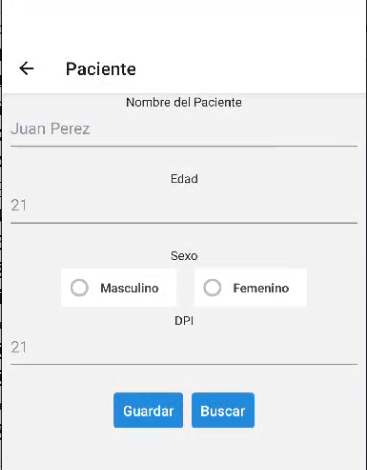 Paciente
Nombre del Paciente
Juan Perez
Edad
21
Sexo
Masculino Femenino
DPI
21
Guardar Buscar